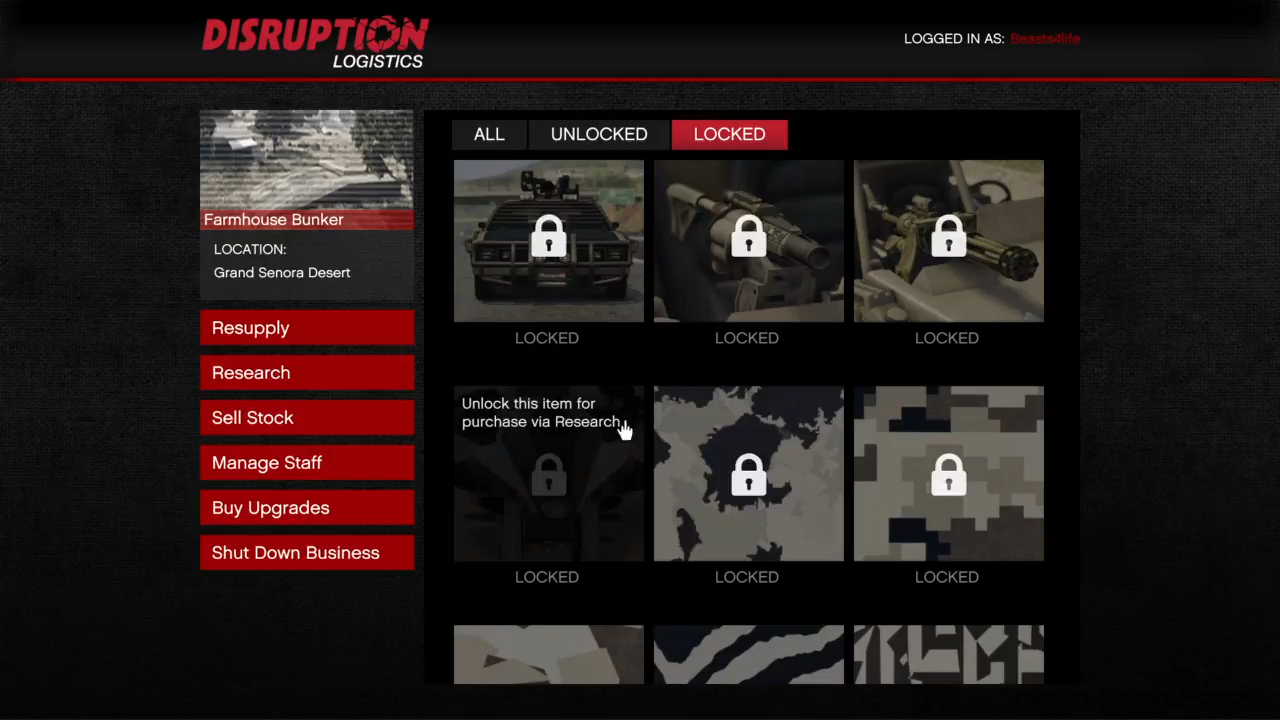 DISRUPTION
LOGISTICS
LOGGED IN AS: Beasts4life
Farmhouse Bunker
LOCATION:
Grand Senora Desert
Resupply
Research
Sell Stock
Manage Staff
Buy Upgrades
Shut Down Business
ALL
UNLOCKED
LOCKED
LOCKED
LOCKED
LOCKED
Unlock this item for
purchase via Research
LOCKED
LOCKED
LOCKED